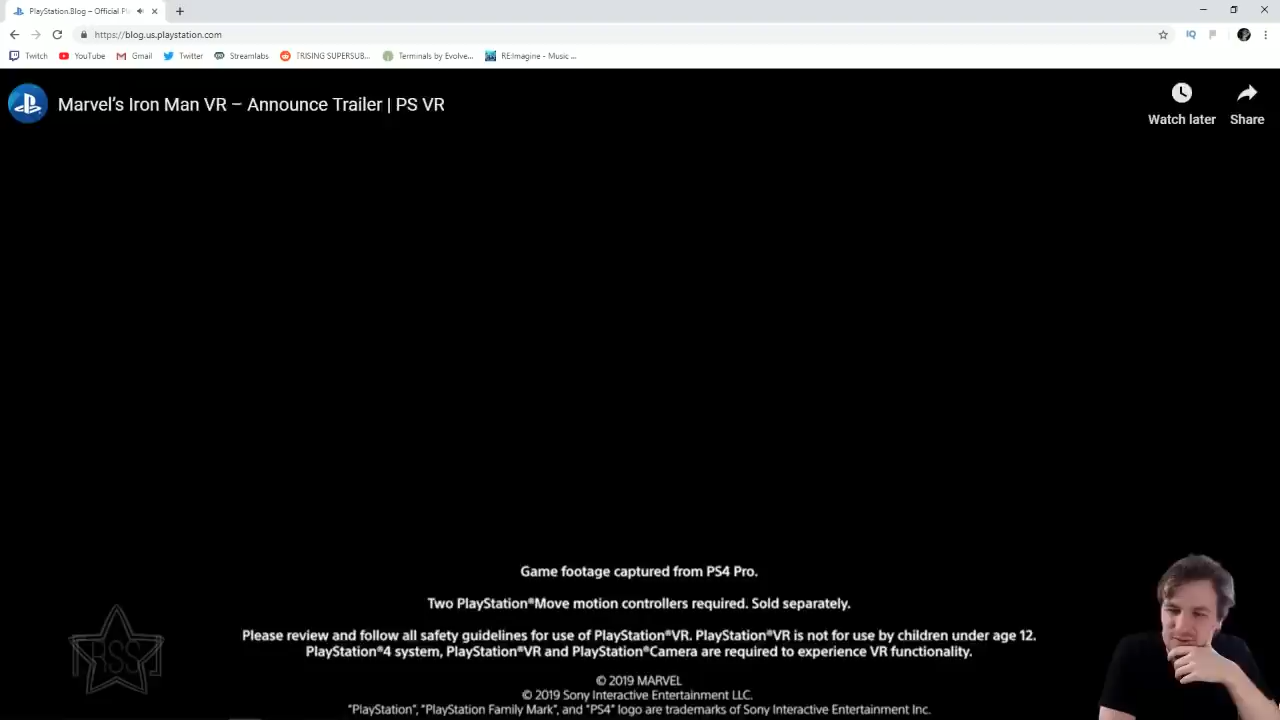 PlayStation.Blog – Official Pl
https://blog.us.playstation.com
Twitch
YouTube
Gmail
Twitter
Streamlabs
TRISING SUPERSUB...
Terminals by Evolve...
RE:Imagine - Music ...
Marvel’s Iron Man VR – Announce Trailer | PS VR
Watch later
Share
Game footage captured from PS4 Pro.
Two PlayStation®Move motion controllers required. Sold separately.
Please review and follow all safety guidelines for use of PlayStation®VR. PlayStation®VR is not for use by children under age 12.
PlayStation®4 system, PlayStation®VR and PlayStation®Camera are required to experience VR functionality.
© 2019 MARVEL
© 2019 Sony Interactive Entertainment LLC.
"PlayStation", "PlayStation Family Mark", and "PS4" logo are trademarks of Sony Interactive Entertainment Inc.
RSS